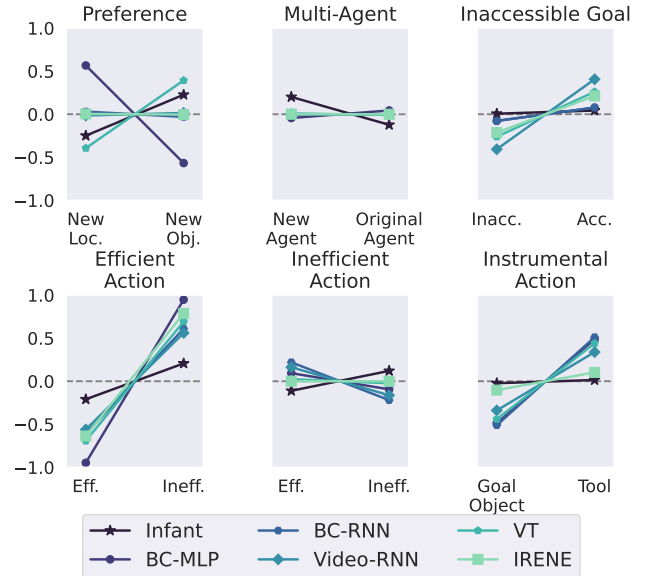 Preference
Multi-Agent
Inaccessible Goal
1.0
0.5
0.0
−0.5
−1.0
New
Loc.
New
Obj.
New
Agent
Original
Agent
Inacc.
Acc.
Efficient
Action
Inefficient
Action
Instrumental
Action
1.0
0.5
0.0
−0.5
−1.0
Eff.
Ineff.
Eff.
Ineff.
Goal
Object
Tool
Infant
BC-RNN
VT
BC-MLP
Video-RNN
IRENE